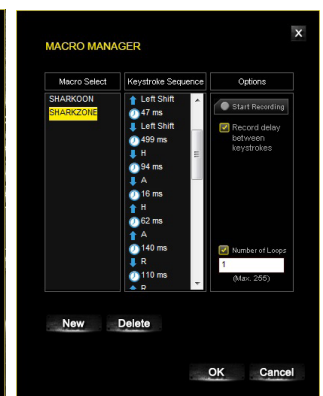 X
MACRO MANAGER
Macro Select
Keystroke Sequence
Options
SHARKOON
SHARKZONE
Left Shift
47 ms
Left Shift
499 ms
H
94 ms
A
16 ms
H
62 ms
A
140 ms
R
110 ms
R
Start Recording
Record delay
between
keystrokes
Number of Loops
1
(Max. 255)
New
Delete
OK
Cancel